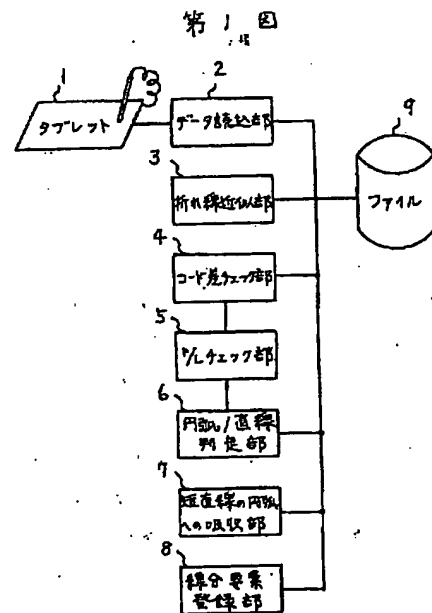 第1図
1
タブレット
2
データ読込部
9
ファイル
3
折れ線近似部
4
コード差チェック部
5
D/Lチェック部
6
円弧/直線
判定部
7
短直線の円弧
への吸収部
8
線分要素
登録部